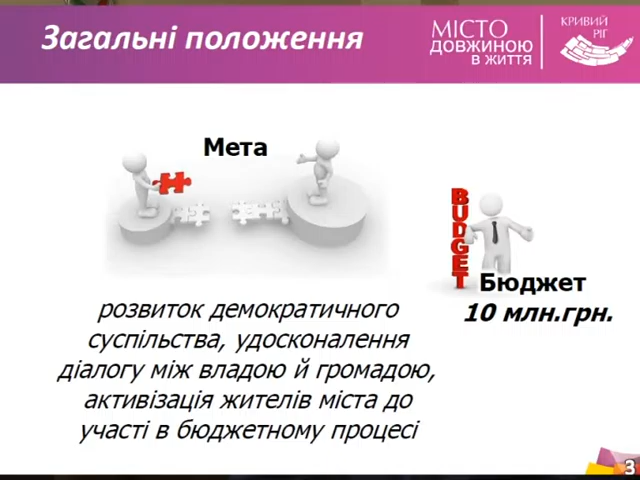 Загальні положення
МІСТО
ДОВЖИНОЮ
В ЖИТТЯ
КРИВИЙ
РІГ
Мета
BUDGET
Бюджет
10 млн.грн.
розвиток демократичного
суспільства, удосконалення
діалогу між владою й громадою,
активізація жителів міста до
участі в бюджетному процесі
3